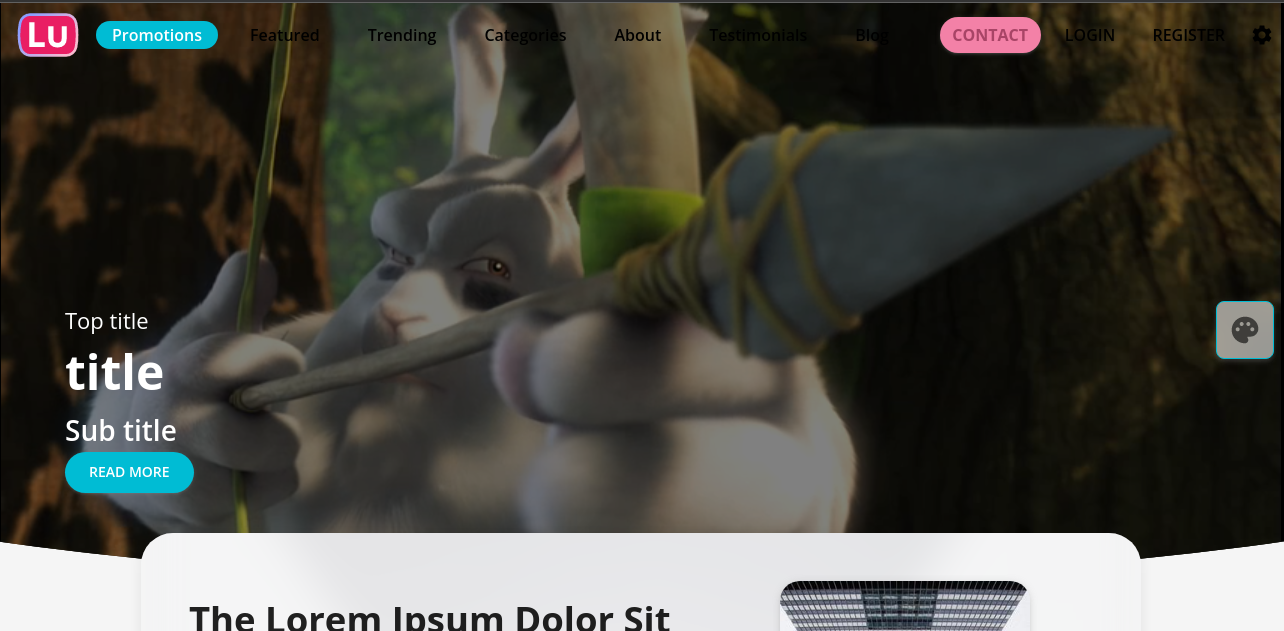 Lu Promotions Featured Trending Categories About Testimonials Blog CONTACT LOGIN REGISTER
Top title
title
Sub title
READ MORE
The Lorem Ipsum Dolor Sit